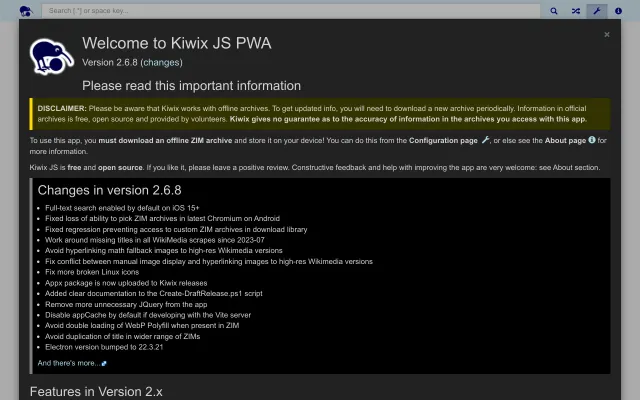 Search [ *] or space key...
Welcome to Kiwix JS PWA
×
Version 2.6.8 (changes)
Please read this important information
DISCLAIMER: Please be aware that Kiwix works with offline archives. To get updated info, you will need to download a new archive periodically. Information in official
archives is free, open source and provided by volunteers. Kiwix gives no guarantee as to the accuracy of information in the archives you access with this app.
To use this app, you must download an offline ZIM archive and store it on your device! You can do this from the Configuration page , or else see the About page for
more information.
Kiwix JS is free and open source. If you like it, please leave a positive review. Constructive feedback and help with improving the app are very welcome: see About section.
Changes in version 2.6.8
• Full-text search enabled by default on iOS 15+
• Fixed loss of ability to pick ZIM archives in latest Chromium on Android
• Fixed regression preventing access to custom ZIM archives in download library
• Work around missing titles in all WikiMedia scrapes since 2023-07
• Avoid hyperlinking math fallback images to high-res Wikimedia versions
• Fix conflict between manual image display and hyperlinking images to high-res Wikimedia versions
• Fix more broken Linux icons
• Appx package is now uploaded to Kiwix releases
• Added clear documentation to the Create-DraftRelease.ps1 script
• Remove more unnecessary JQuery from the app
• Disable appCache by default if developing with the Vite server
• Avoid double loading of WebP Polyfill when present in ZIM
• Avoid duplication of title in wider range of ZIMs
• Electron version bumped to 22.3.21
And there's more...
Features in Version 2.x